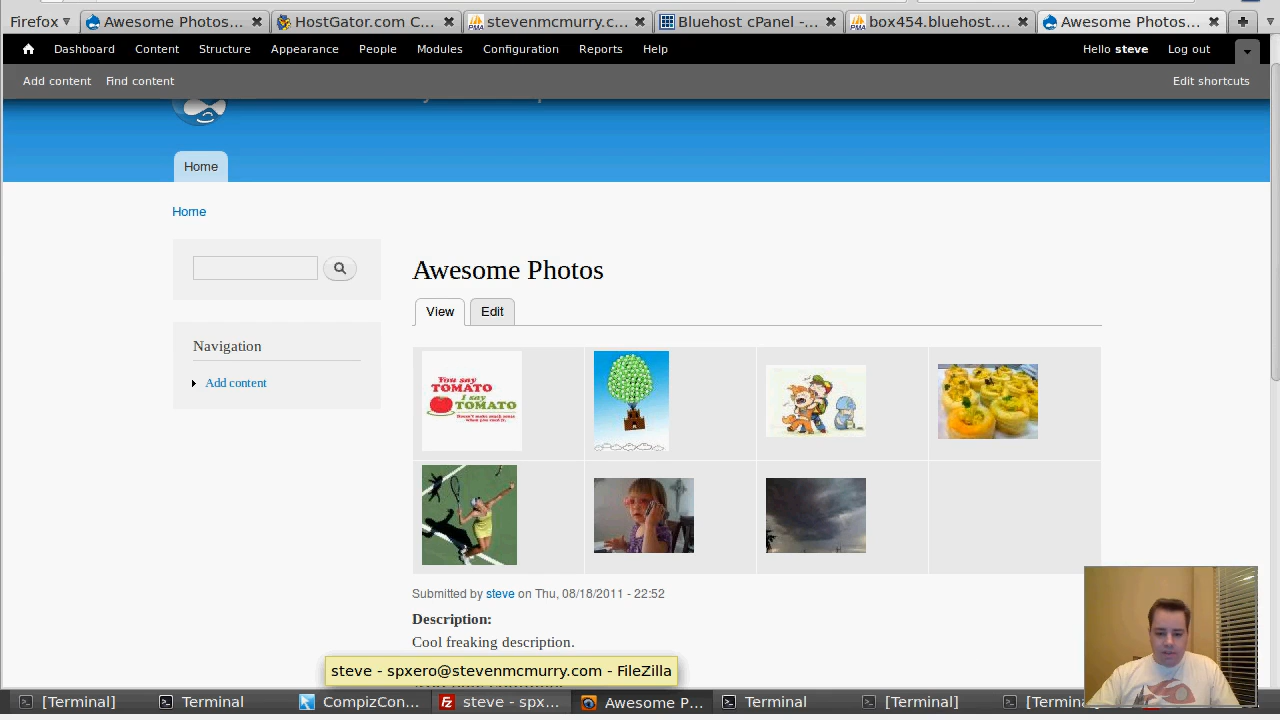 Firefox
Awesome Photos...
HostGator.com C...
stevenmcmurry.c...
Bluehost cPanel -...
box454.bluehost....
Awesome Photos...
Dashboard
Content
Structure
Appearance
People
Modules
Configuration
Reports
Help
Hello steve
Log out
Add content
Find content
Edit shortcuts
Home
Home
Awesome Photos
View
Edit
Navigation
Add content
You say
TOMATO
I say
TOMATO
Submitted by steve on Thu, 08/18/2011 - 22:52
Description:
Cool freaking description.
steve - spxero@stevenmcmurry.com - FileZilla
[Terminal]
Terminal
CompizCon...
steve - spx...
Awesome P...
Terminal
[Terminal]